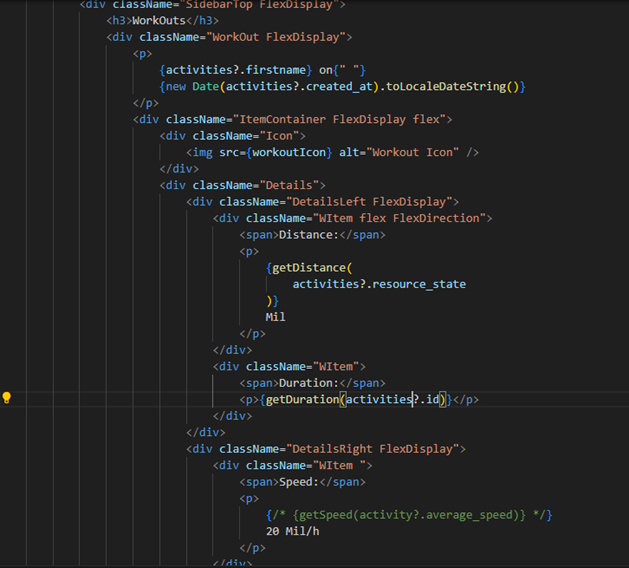 <div className="SidebarTop FlexDisplay">
<h3>WorkOuts</h3>
<div className="WorkOut FlexDisplay">
<p>
{activities?.firstname} on{" "}
{new Date(activities?.created_at).toLocaleDateString()}
</p>
<div className="ItemContainer FlexDisplay flex">
<div className="Icon">
<img src={workoutIcon} alt="Workout Icon" />
</div>
<div className="Details">
<div className="DetailsLeft FlexDisplay">
<div className="WItem flex FlexDirection">
<span>Distance:</span>
<p>
{getDistance(
activities?.resource_state
)}
Mil
</p>
</div>
<div className="WItem">
<span>Duration:</span>
<p>{getDuration(activities?.id)}</p>
</div>
</div>
<div className="DetailsRight FlexDisplay">
<div className="WItem ">
<span>Speed:</span>
<p>
{/* {getSpeed(activity?.average_speed)} */}
20 Mil/h
</p>
</div>